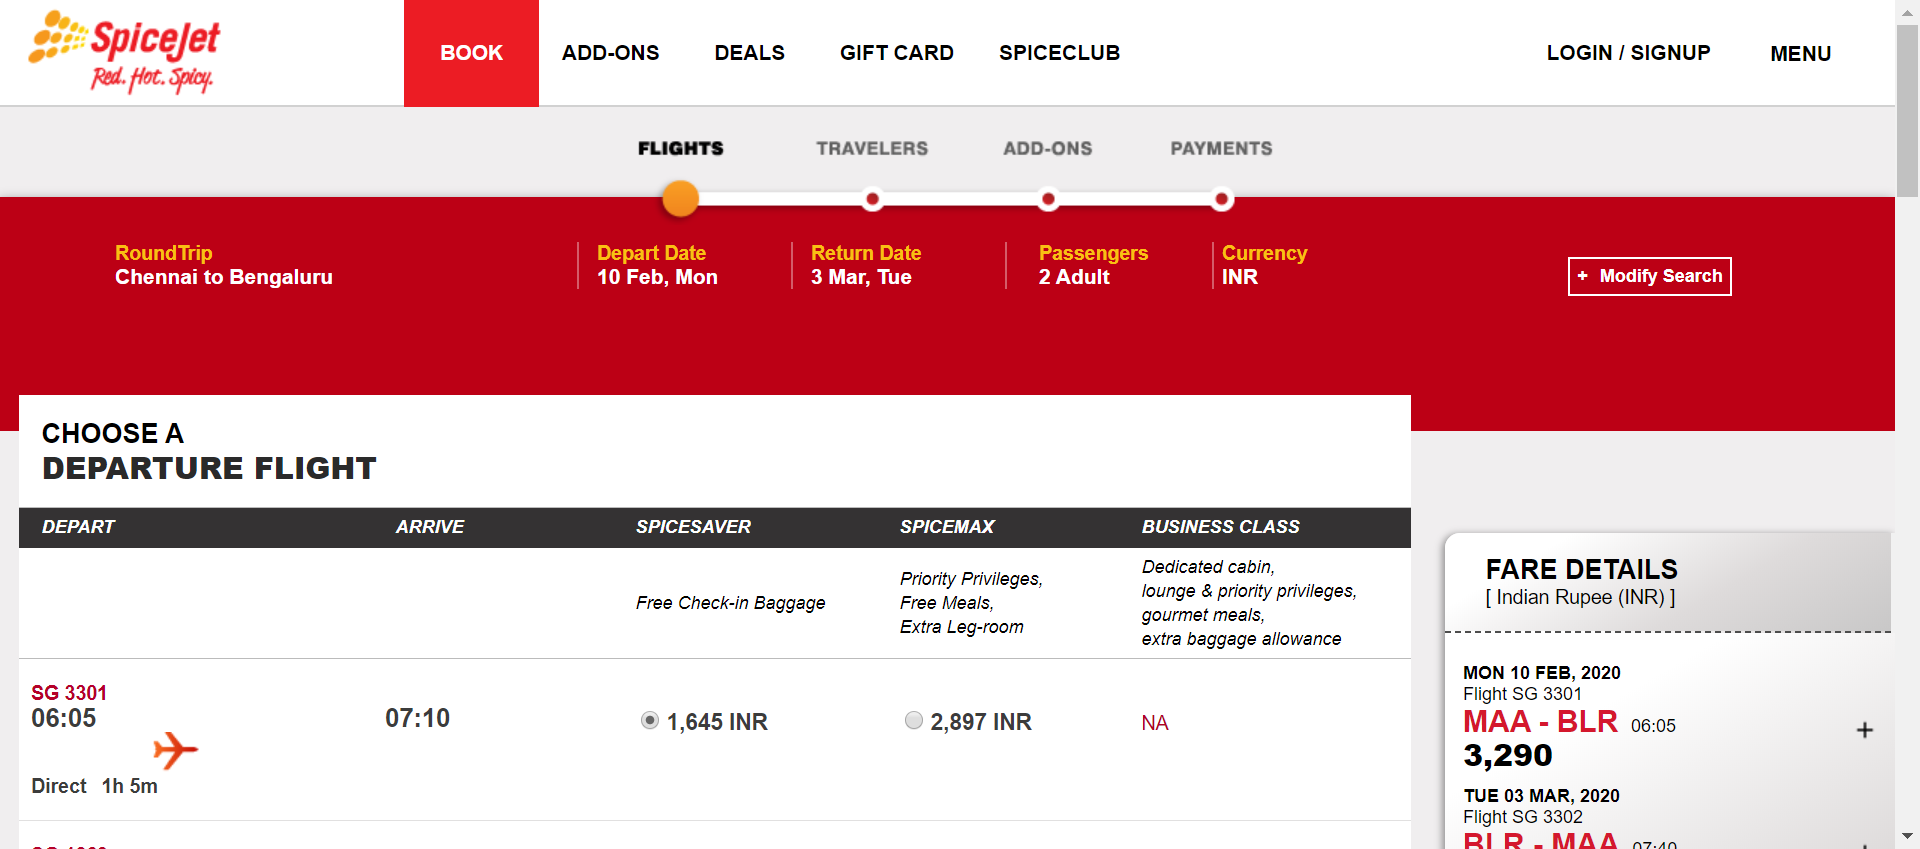 SpiceJet
Red. Hot. Spicy.
BOOK
ADD-ONS
DEALS
GIFT CARD
SPICECLUB
LOGIN / SIGNUP
MENU
FLIGHTS
TRAVELERS
ADD-ONS
PAYMENTS
RoundTrip
Chennai to Bengaluru
Depart Date
10 Feb, Mon
Return Date
3 Mar, Tue
Passengers
2 Adult
Currency
INR
+ Modify Search
CHOOSE A
DEPARTURE FLIGHT
DEPART
ARRIVE
SPICESAVER
SPICEMAX
BUSINESS CLASS
Free Check-in Baggage
Priority Privileges,
Free Meals,
Extra Leg-room
Dedicated cabin,
lounge & priority privileges,
gourmet meals,
extra baggage allowance
SG 3301
06:05
07:10
1,645 INR
2,897 INR
NA
Direct 1h 5m
FARE DETAILS
[ Indian Rupee (INR) ]
MON 10 FEB, 2020
Flight SG 3301
MAA - BLR 06:05
+
3,290
TUE 03 MAR, 2020
Flight SG 3302
BLR - MAA 07:40